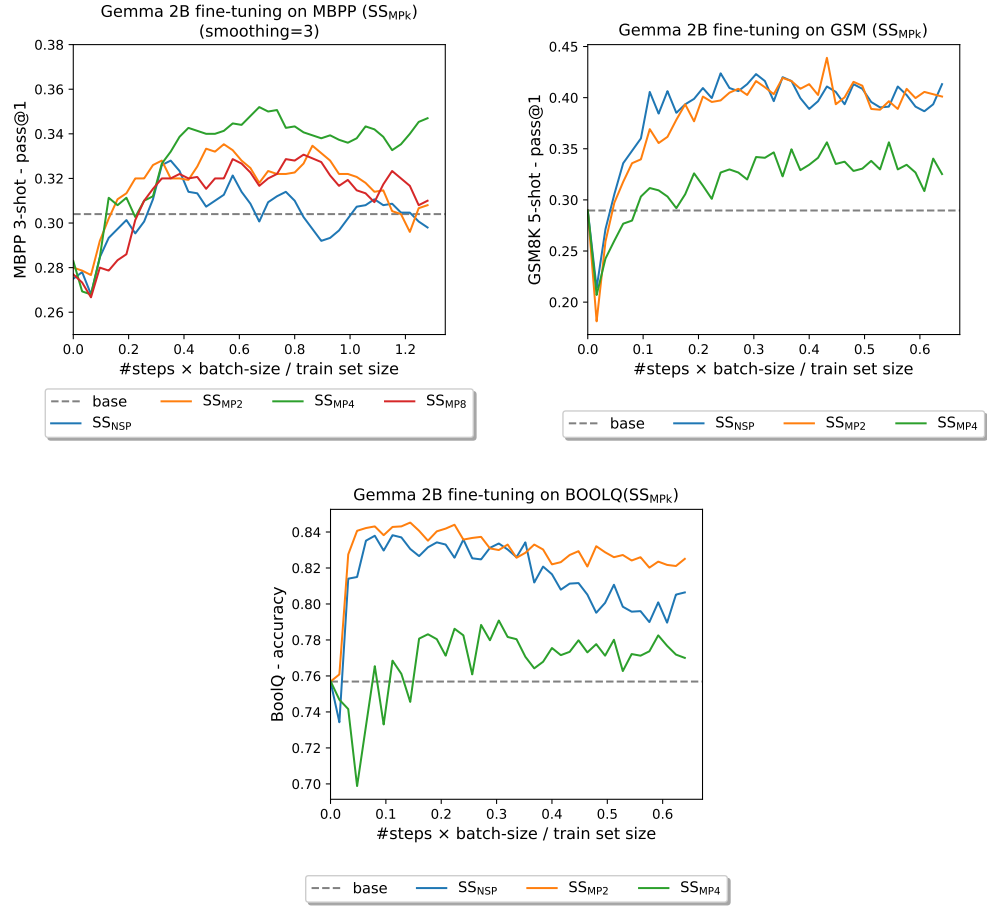 Gemma 2B fine-tuning on MBPP (SS_MPk)
(smoothing=3)
MBPP 3-shot - pass@1
0.38
0.36
0.34
0.32
0.30
0.28
0.26
0.0 0.2 0.4 0.6 0.8 1.0 1.2
#steps × batch-size / train set size
base SS_MP2 SS_MP4 SS_MP8
SS_NSP
Gemma 2B fine-tuning on GSM (SS_MPk)
GSM8K 5-shot - pass@1
0.45
0.40
0.35
0.30
0.25
0.20
0.0 0.1 0.2 0.3 0.4 0.5 0.6
#steps × batch-size / train set size
base SS_NSP SS_MP2 SS_MP4
Gemma 2B fine-tuning on BOOLQ(SS_MPk)
BoolQ - accuracy
0.84
0.82
0.80
0.78
0.76
0.74
0.72
0.70
0.0 0.1 0.2 0.3 0.4 0.5 0.6
#steps × batch-size / train set size
base SS_NSP SS_MP2 SS_MP4